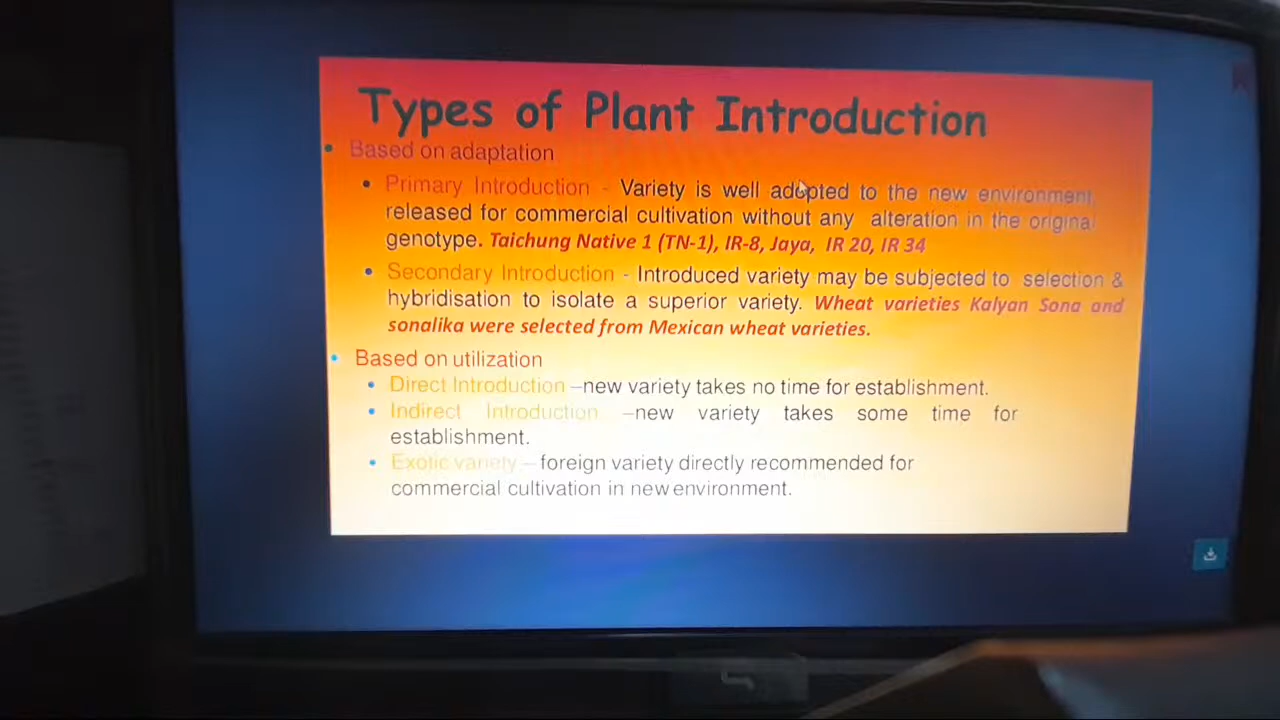 Types of Plant Introduction
• Based on adaptation
• Primary Introduction - Variety is well adopted to the new environment,
released for commercial cultivation without any alteration in the original
genotype. Taichung Native 1 (TN-1), IR-8, Jaya, IR 20, IR 34
• Secondary Introduction - Introduced variety may be subjected to selection &
hybridisation to isolate a superior variety. Wheat varieties Kalyan Sona and
sonalika were selected from Mexican wheat varieties.
• Based on utilization
• Direct Introduction –new variety takes no time for establishment.
• Indirect Introduction –new variety takes some time for
establishment.
• Exotic variety – foreign variety directly recommended for
commercial cultivation in new environment.